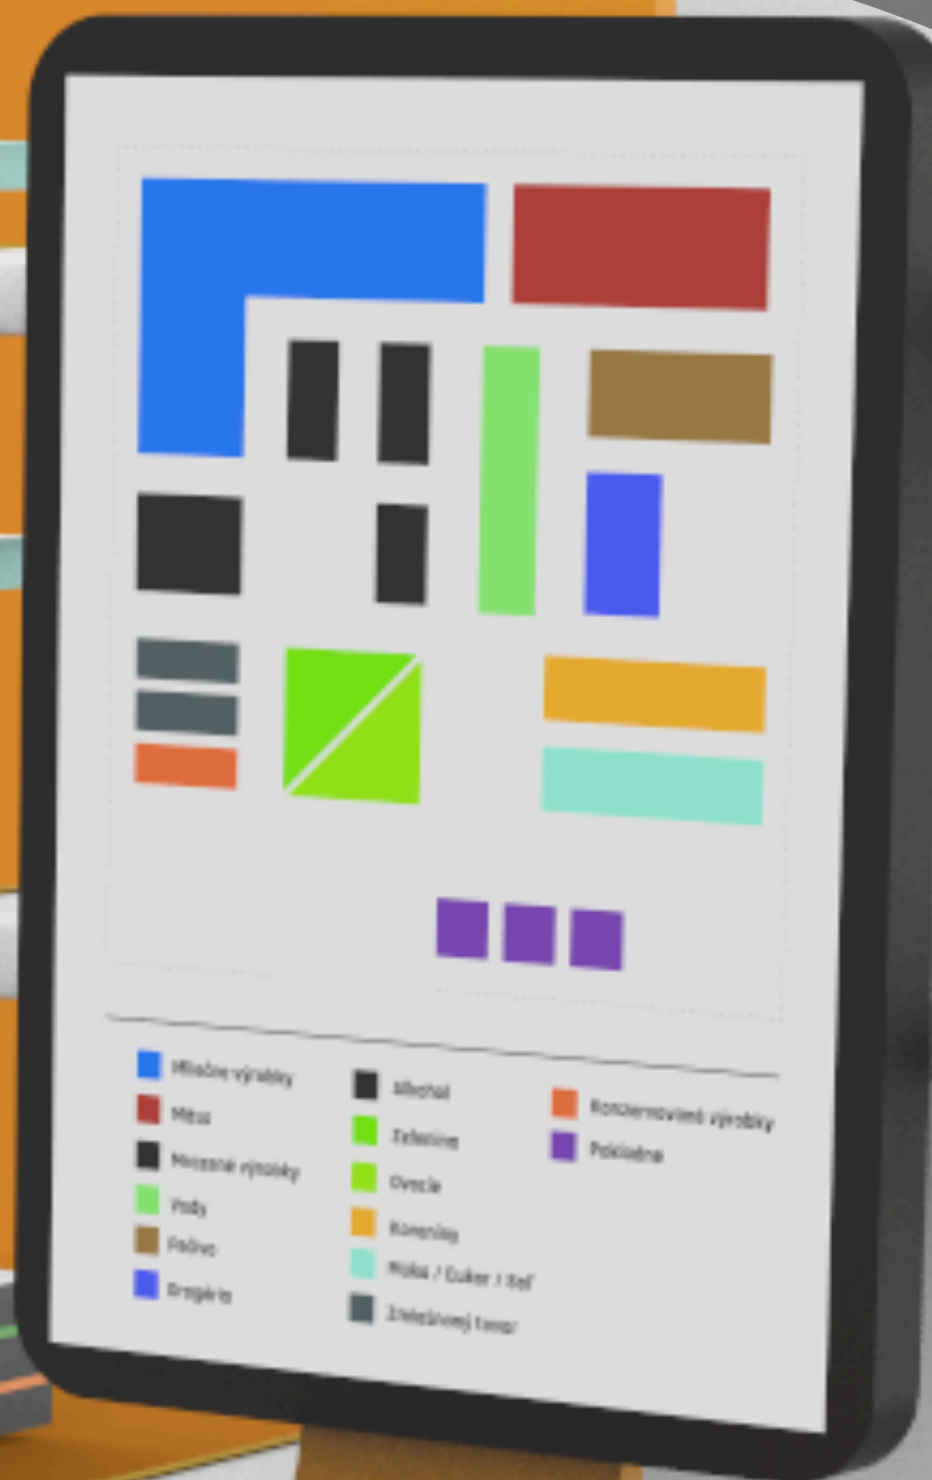 Mliečne výrobky
Mäso
Mrazené výrobky
Vody
Pečivo
Drogéria
Alkohol
Zelenina
Ovocie
Koreniny
Múka / Cukor / Soľ
Konzervované výrobky
Pokladne